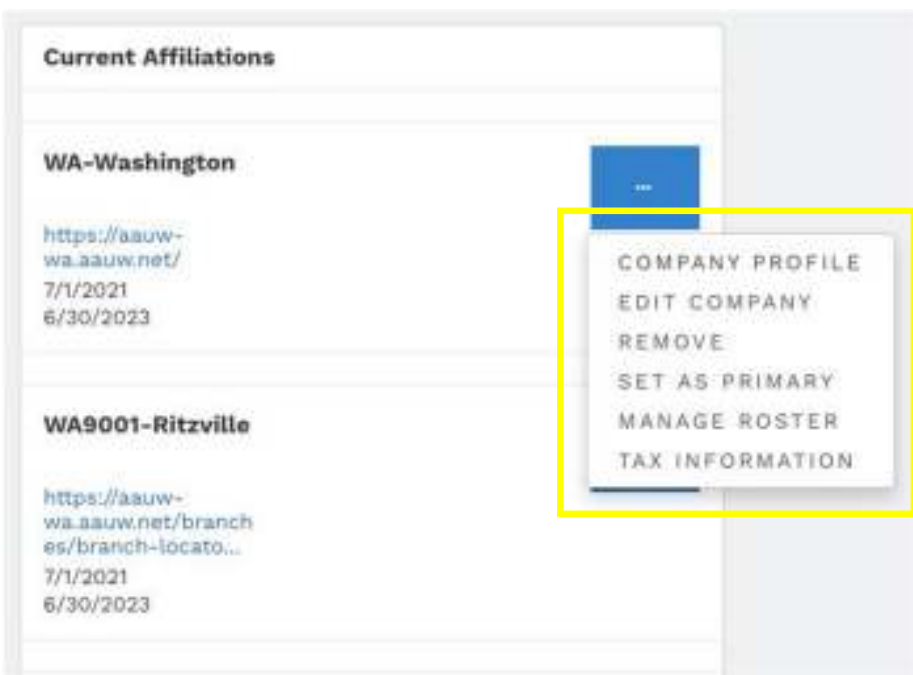 Current Affiliations
WA-Washington
...
https://aauw-
wa.aauw.net/
7/1/2021
6/30/2023
COMPANY PROFILE
EDIT COMPANY
REMOVE
SET AS PRIMARY
MANAGE ROSTER
TAX INFORMATION
WA9001-Ritzville
https://aauw-
wa.aauw.net/branch
es/branch-locato...
7/1/2021
6/30/2023